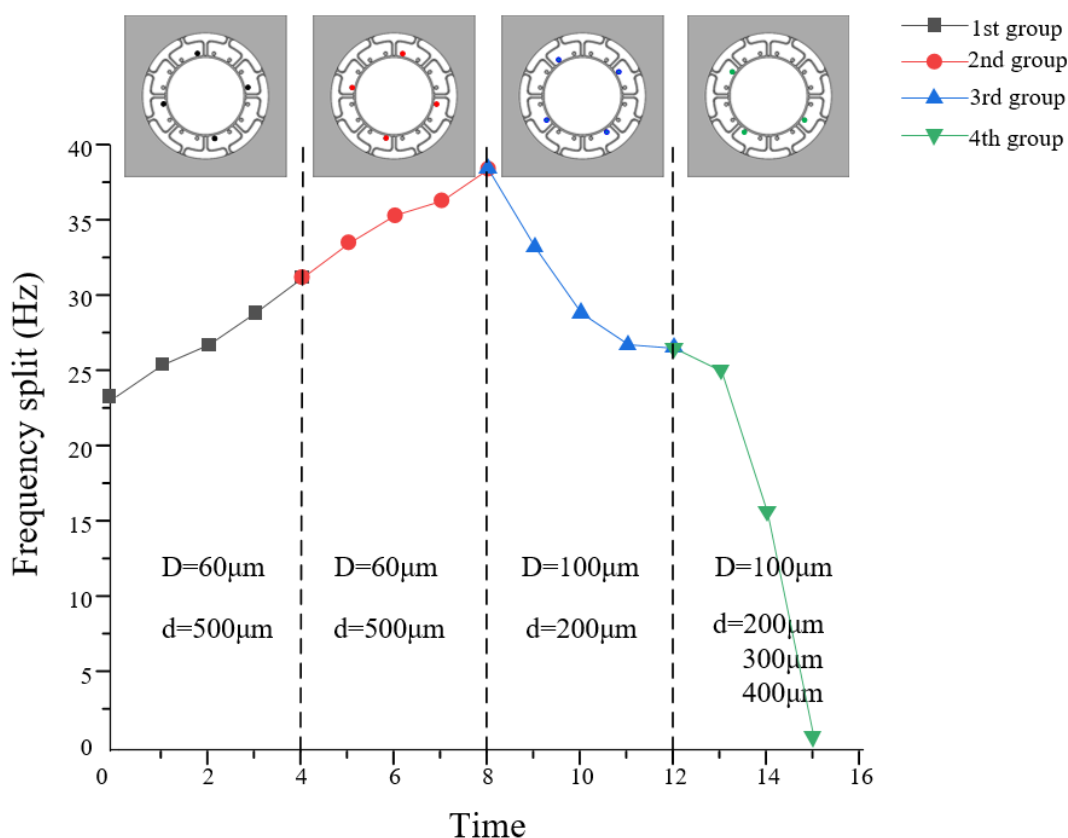 1st group
2nd group
3rd group
4th group
Frequency split (Hz)
40
35
30
25
20
15
10
5
0
D=60μm
d=500μm
D=60μm
d=500μm
D=100μm
d=200μm
D=100μm
d=200μm
300μm
400μm
0 2 4 6 8 10 12 14 16
Time